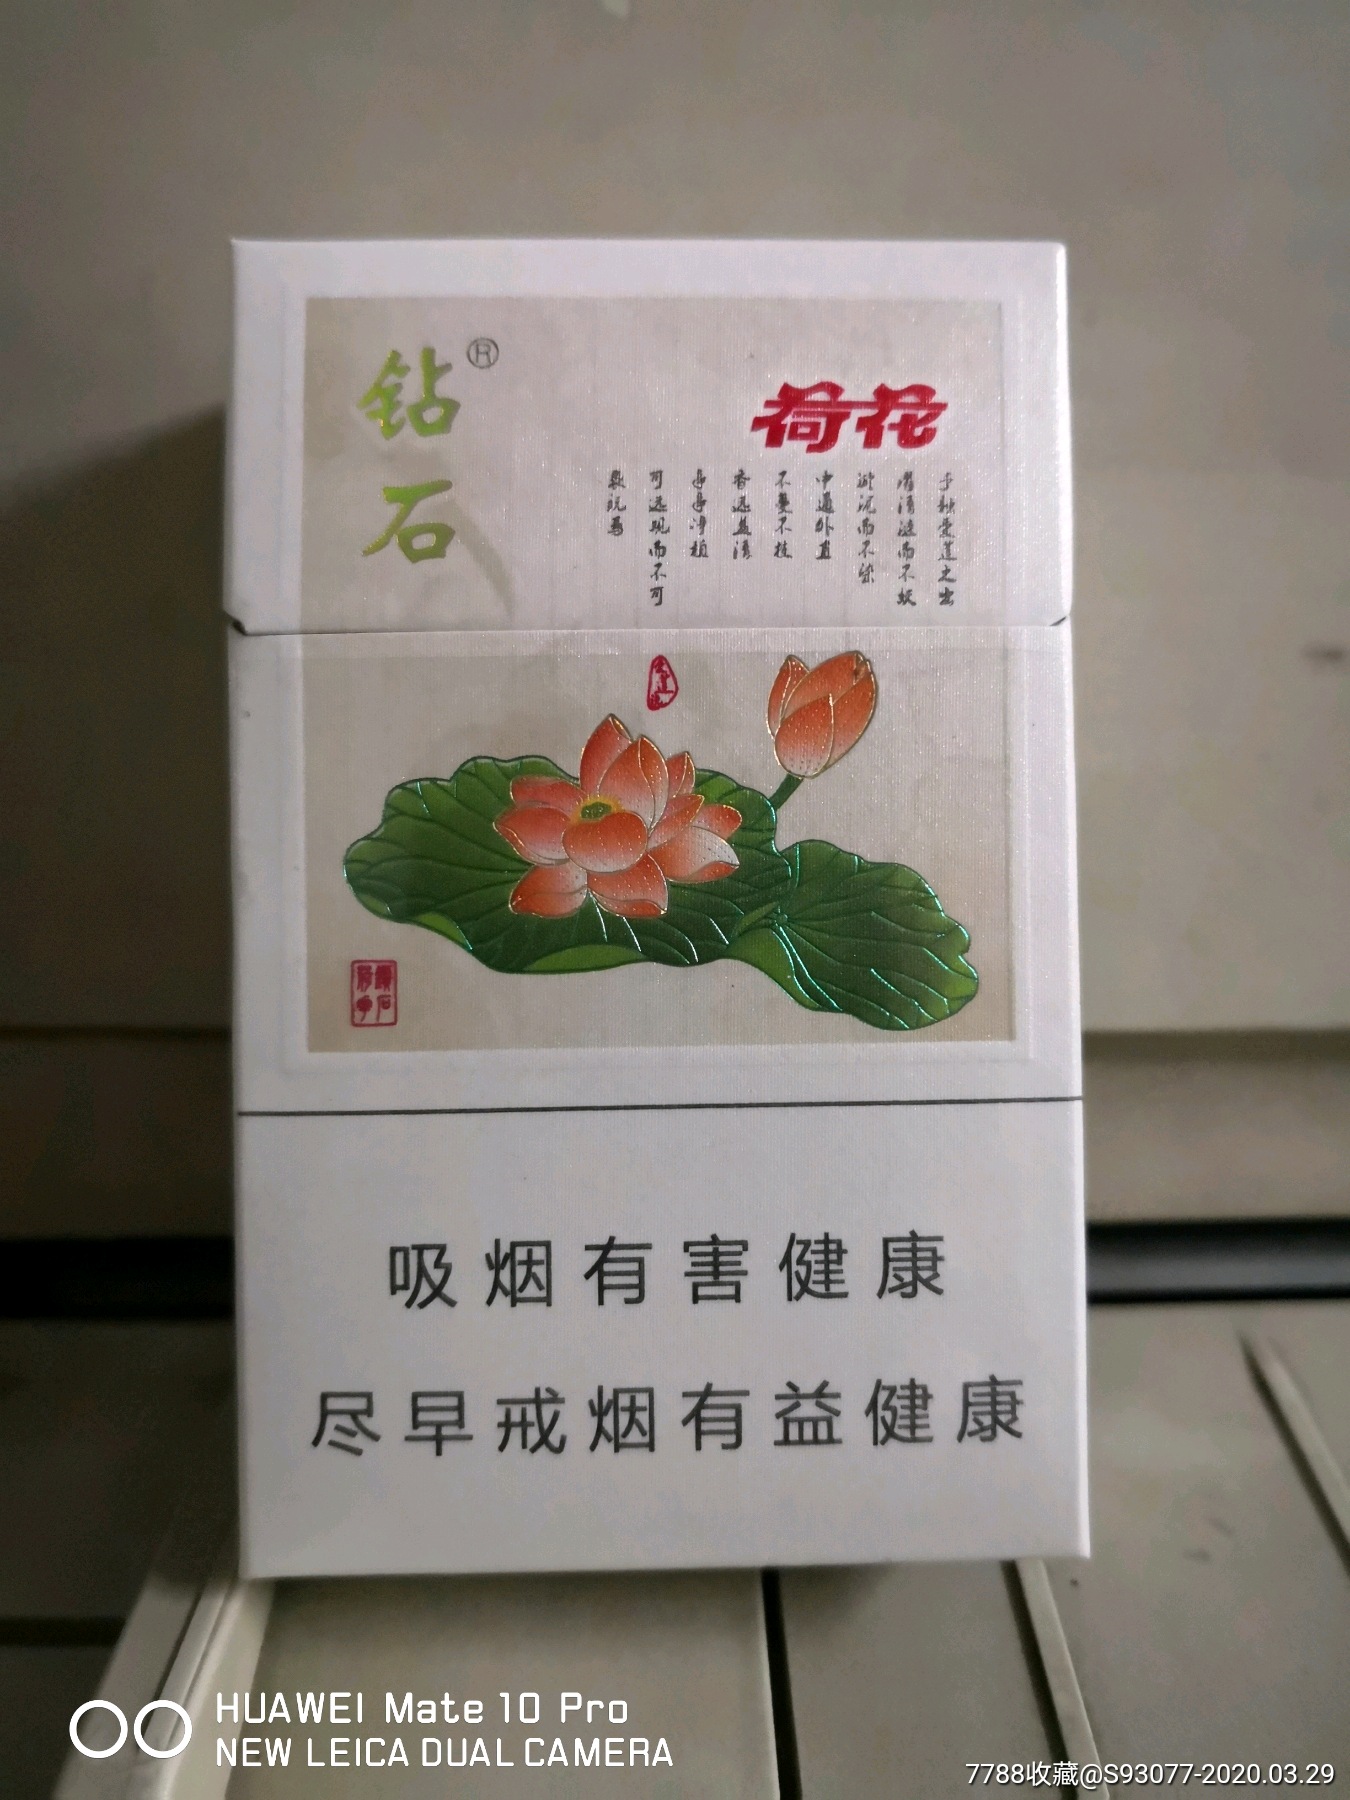 钻石®
荷花
予独爱莲之出
淤泥而不染
濯清涟而不妖
中通外直
不蔓不枝
香远益清
亭亭净植
可远观而不可
亵玩焉
吸烟有害健康
尽早戒烟有益健康
HUAWEI Mate 10 Pro
NEW LEICA DUAL CAMERA
7788收藏@S93077-2020.03.29